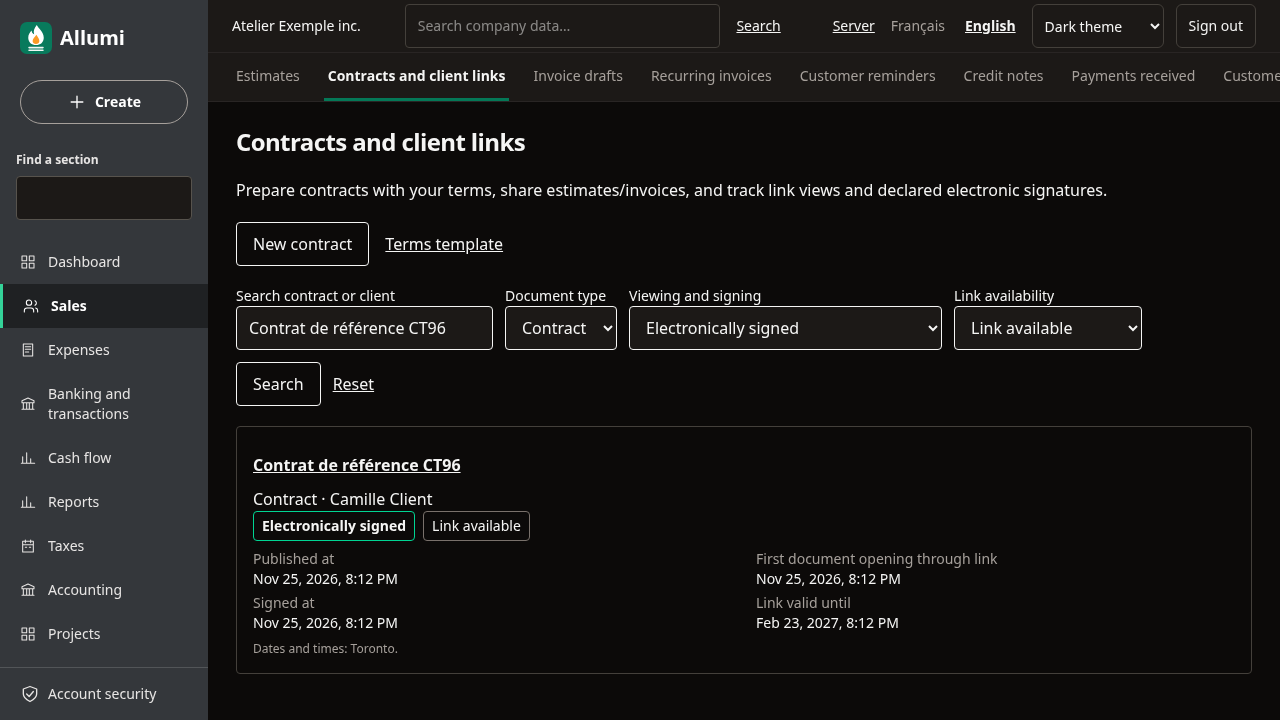 Allumi
Create
Find a section
Dashboard
Sales
Expenses
Banking and
transactions
Cash flow
Reports
Taxes
Accounting
Projects
Account security
Atelier Exemple inc.
Search company data…
Search
Server
Français
English
Dark theme
Sign out
Estimates
Contracts and client links
Invoice drafts
Recurring invoices
Customer reminders
Credit notes
Payments received
Custome
Contracts and client links
Prepare contracts with your terms, share estimates/invoices, and track link views and declared electronic signatures.
New contract
Terms template
Search contract or client
Document type
Viewing and signing
Link availability
Contrat de référence CT96
Contract
Electronically signed
Link available
Search
Reset
Contrat de référence CT96
Contract · Camille Client
Electronically signed
Link available
Published at
Nov 25, 2026, 8:12 PM
First document opening through link
Nov 25, 2026, 8:12 PM
Signed at
Nov 25, 2026, 8:12 PM
Link valid until
Feb 23, 2027, 8:12 PM
Dates and times: Toronto.